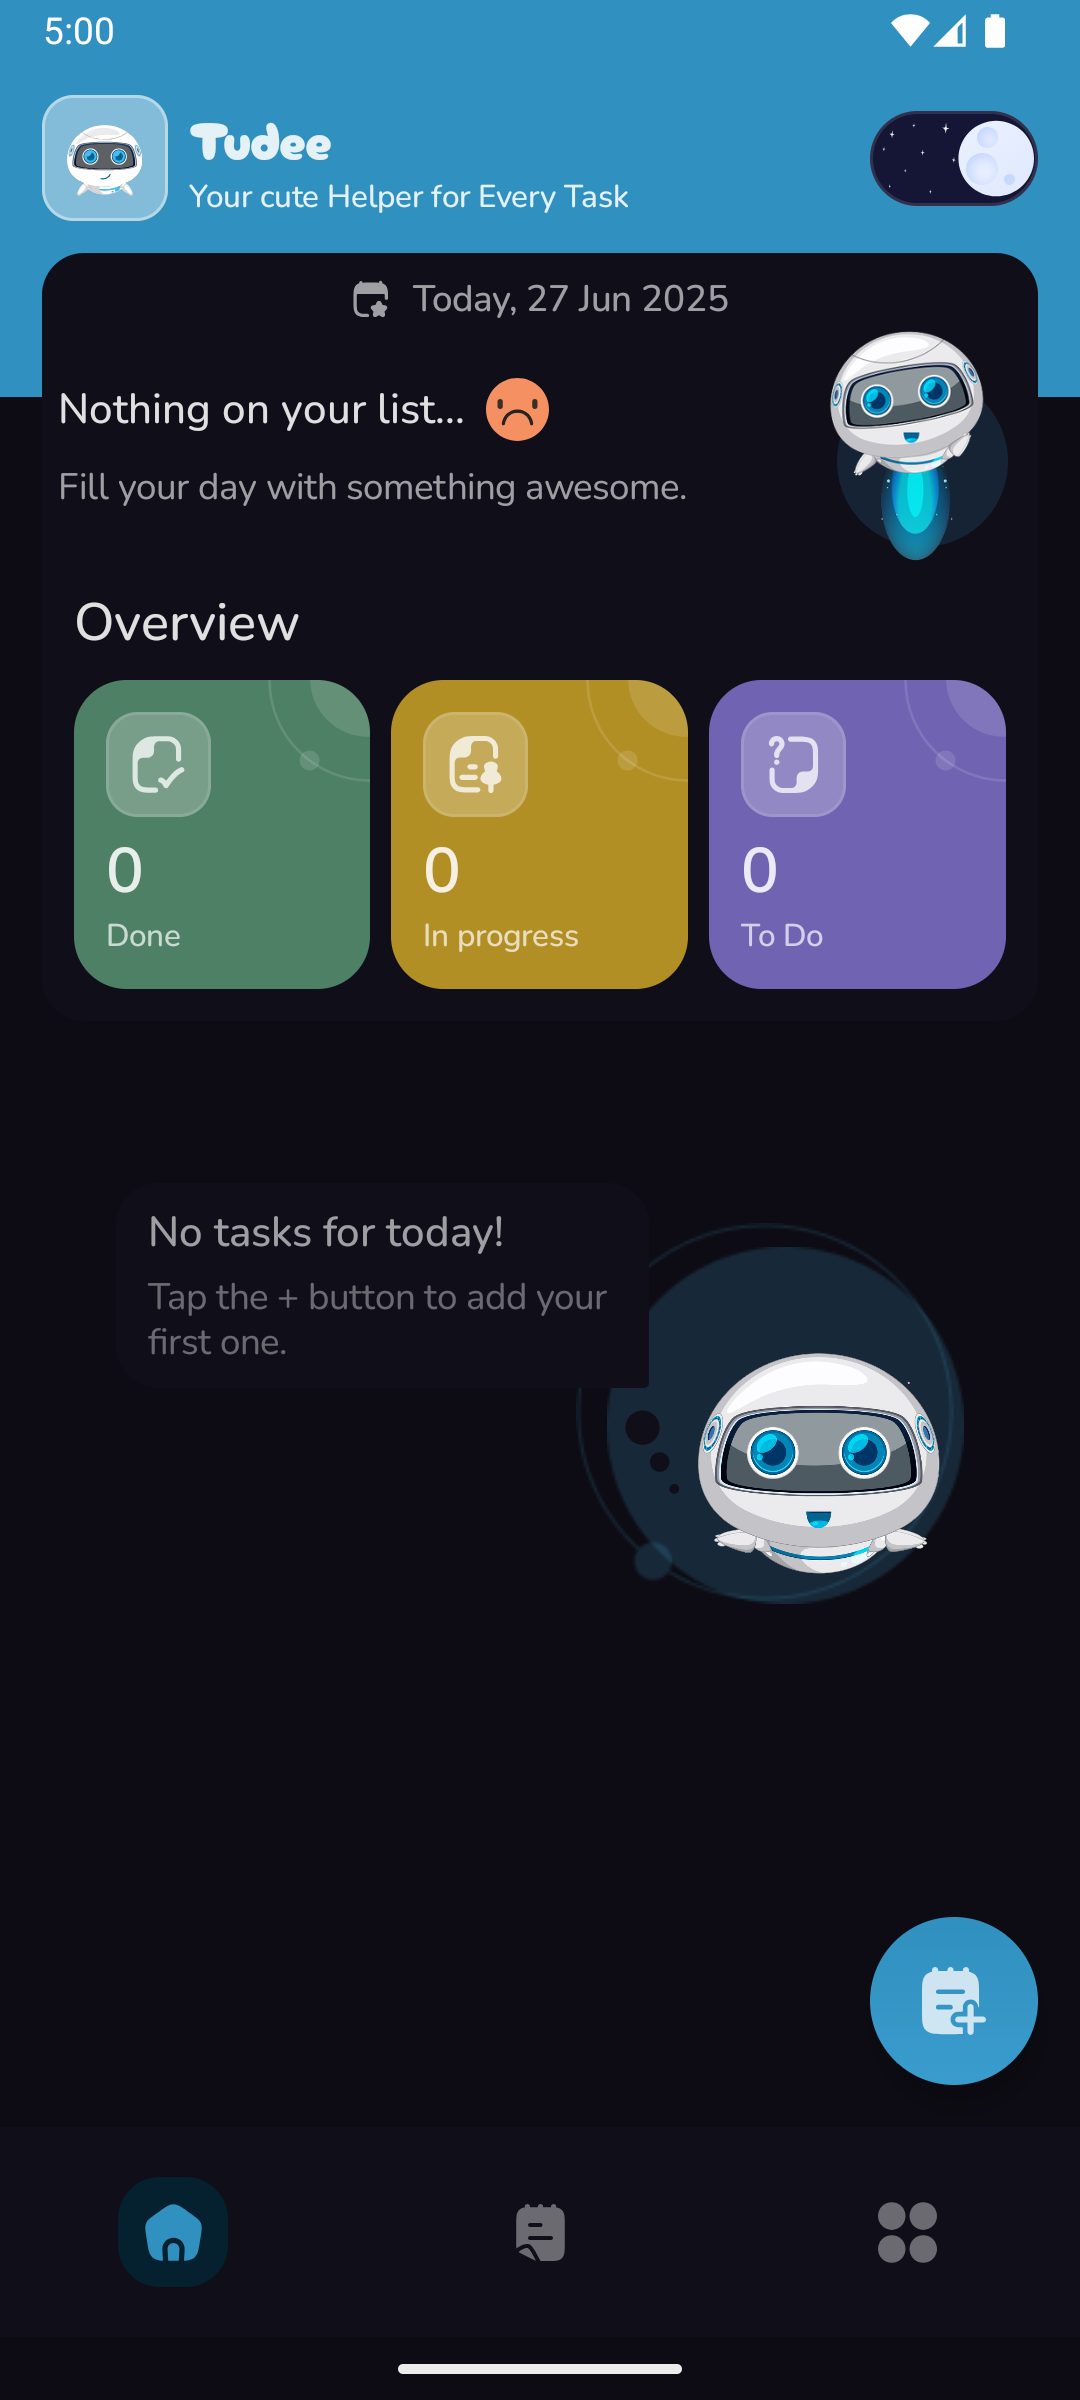 5:00
Tudee
Your cute Helper for Every Task
Today, 27 Jun 2025
Nothing on your list...
Fill your day with something awesome.
Overview
0
Done
0
In progress
0
To Do
No tasks for today!
Tap the + button to add your
first one.